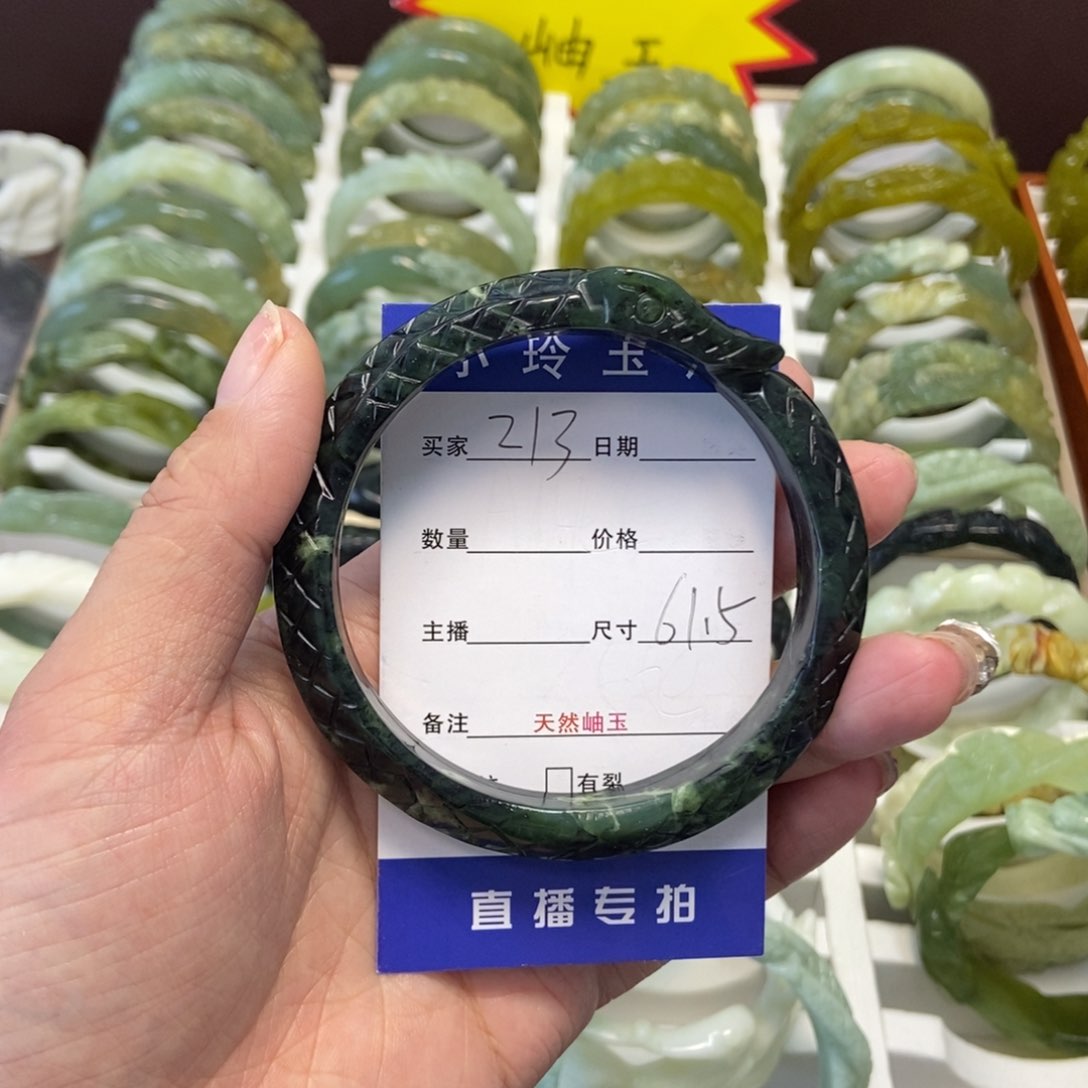 岫 工
小玲玉
买家 213 日期
数量 价格
主播 尺寸 61.5
备注 天然岫玉
有裂
直播专拍